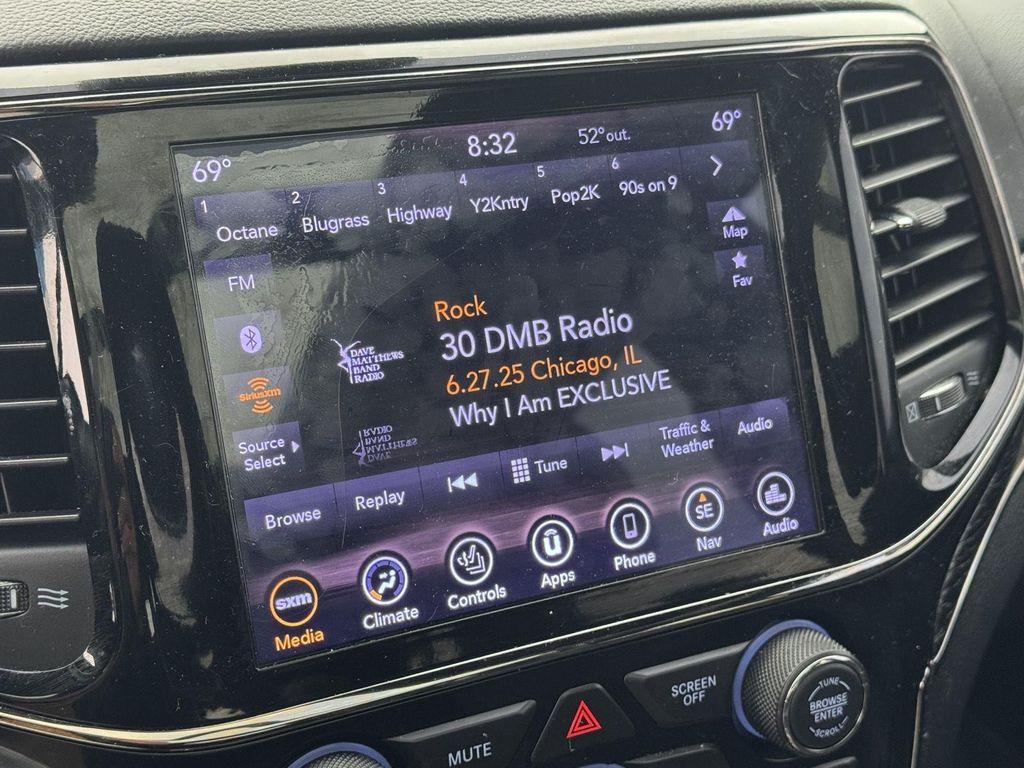 69°
8:32
52°out.
69°
1 Octane
2 Blugrass
3 Highway
4 Y2Kntry
5 Pop2K
6 90s on 9
Map
Fav
FM
SiriusXM
Source
Select
DAVE
MATTHEWS
BAND
RADIO
Rock
30 DMB Radio
6.27.25 Chicago, IL
Why I Am EXCLUSIVE
Browse
Replay
Tune
Traffic &
Weather
Audio
sxm
Media
Climate
Controls
u
Apps
Phone
SE
Nav
Audio
MUTE
SCREEN
OFF
TUNE
BROWSE
ENTER
SCROLL